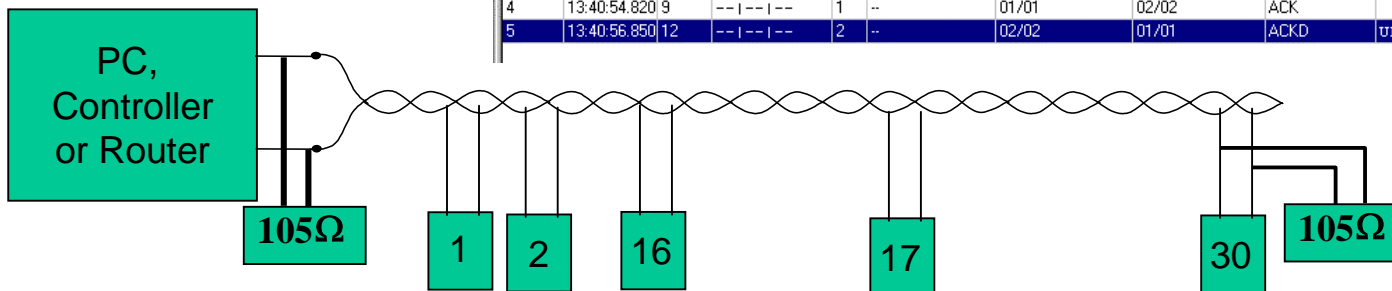 4 13:40:54.820 9 --|--|-- 1 -- 01/01 02/02 ACK
5 13:40:56.850 12 --|--|-- 2 -- 02/02 01/01 ACKD
PC,
Controller
or Router
105Ω
1
2
16
17
30
105Ω